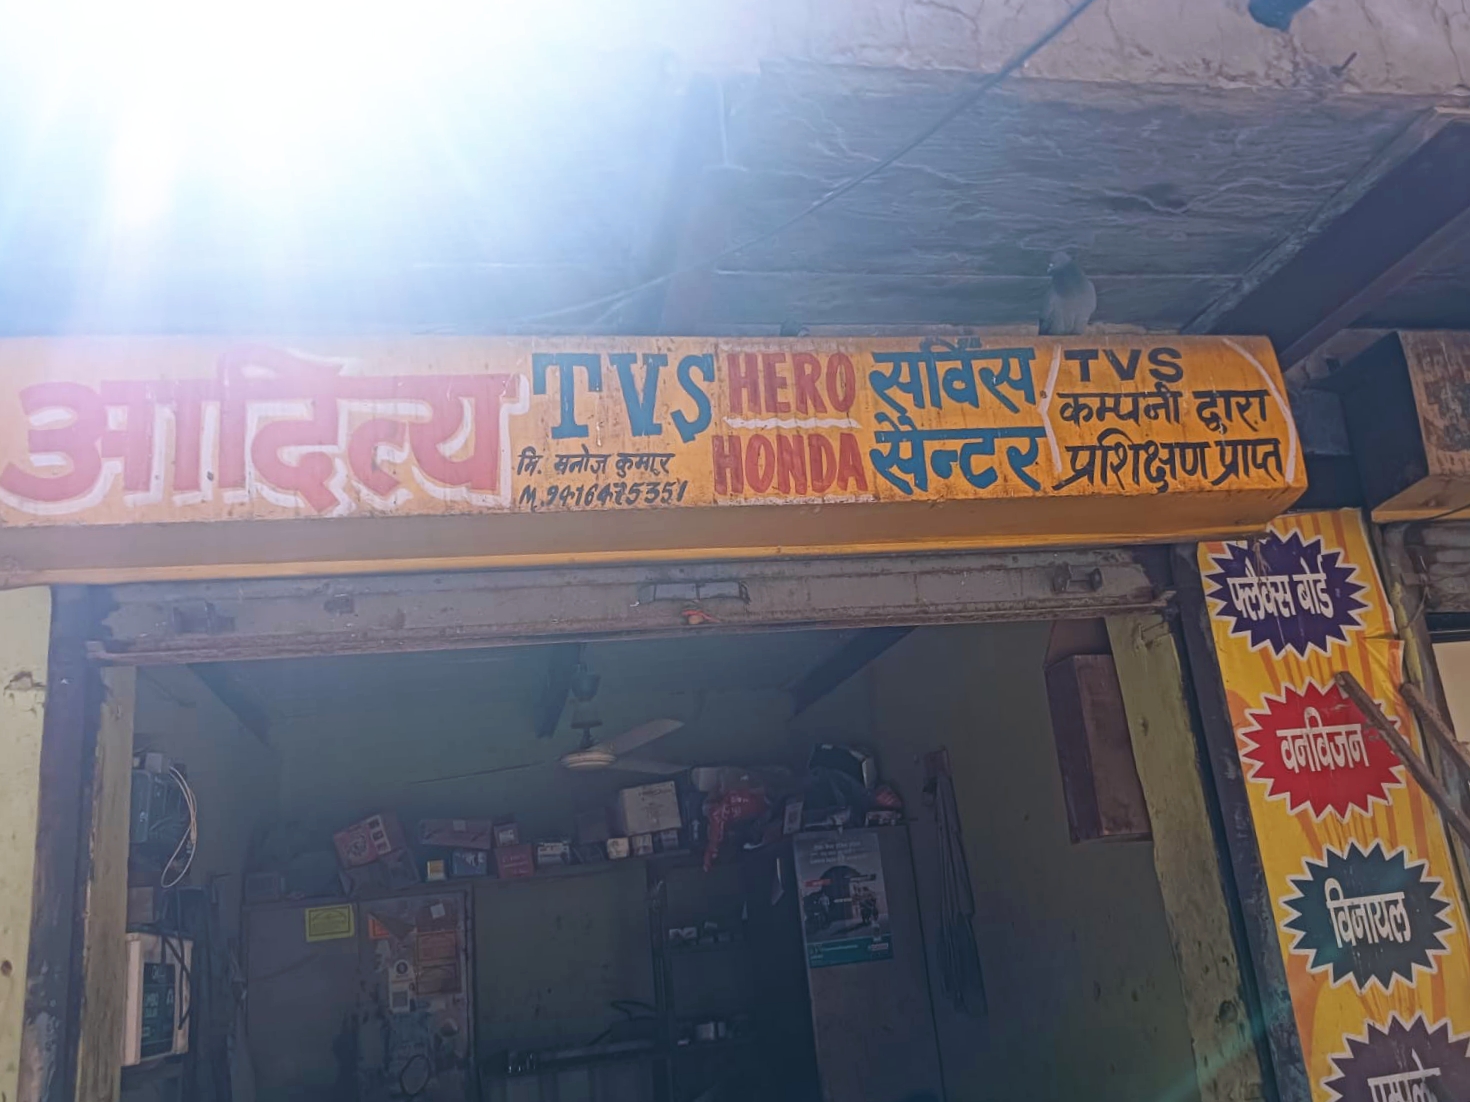 आदित्य
TVS
HERO
HONDA
सर्विस
सैन्टर
मि. मनोज कुमार
M. 9416475351
TVS
कम्पनी द्वारा
प्रशिक्षण प्राप्त
फ्लैक्स बोर्ड
वनविजन
विनायल